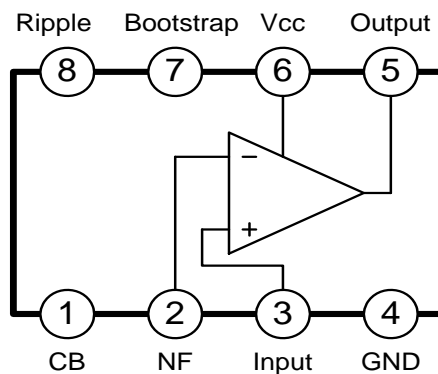 Ripple Bootstrap Vcc Output
8 7 6 5
−
+
1 2 3 4
CB NF Input GND